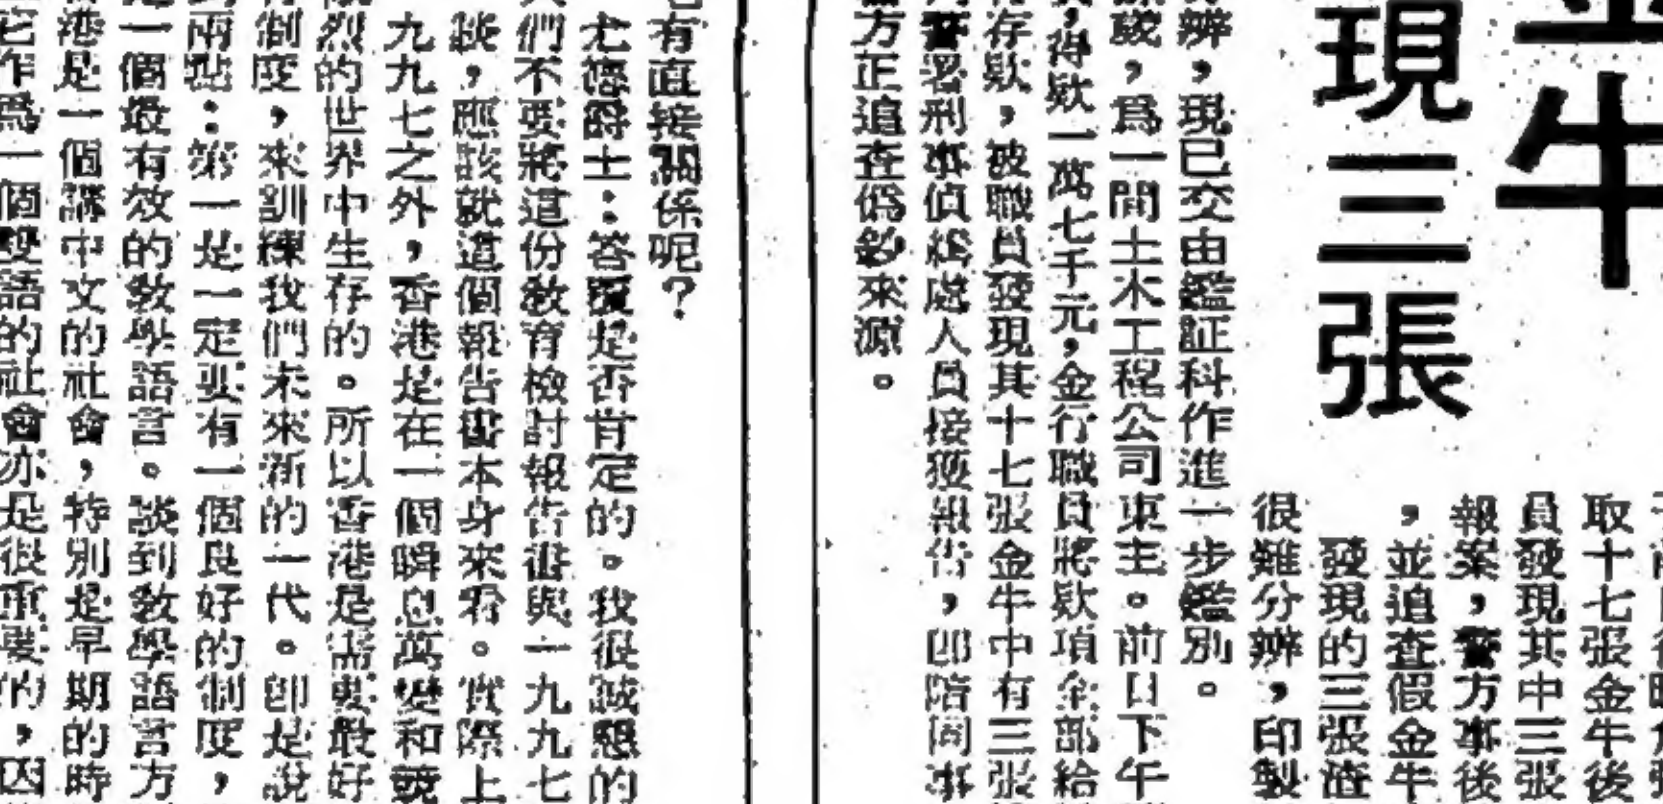 金牛
現三張
取十七張金牛後
員發現其中三張
報案，警方事後
，並追查假金牛
發現的三張渣
很難分辨，印製
辨，現已交由鑑証科作進一步鑑別。
，為一間土木工程公司東主。前日下午
，得欵一萬七千元，金行職員將欵項全部給
存欵，被職員發現其十七張金牛中有三張
警署刑事偵緝處人員接獲報告，即陪同事
方正追查僞鈔來源。
有直接關係呢？
尤德爵士：答覆是否肯定的。我很誠懇的
們不要將這份教育檢討報告書與一九九七
談，應該就這個報告書本身來看。實際上
九九七之外，香港是在一個瞬息萬變和競
烈的世界中生存的。所以香港是需要最好
制度，來訓練我們未來新的一代。即是說
兩點：第一是一定要有一個良好的制度，
一個最有效的教學語言。談到教學語言方
港是一個講中文的社會，特別是早期的時
它作為一個雙語的社會亦是很重要的，因